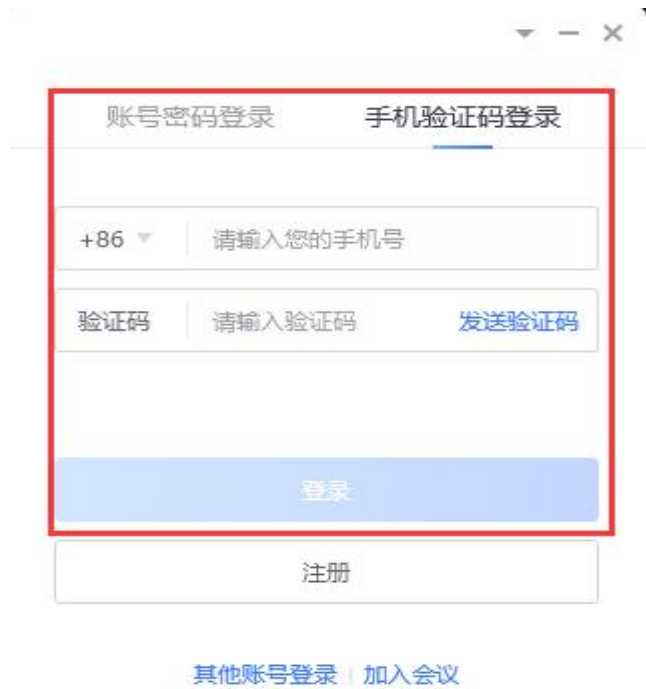 账号密码登录 手机验证码登录
+86 请输入您的手机号
验证码 请输入验证码 发送验证码
登录
注册
其他账号登录 | 加入会议